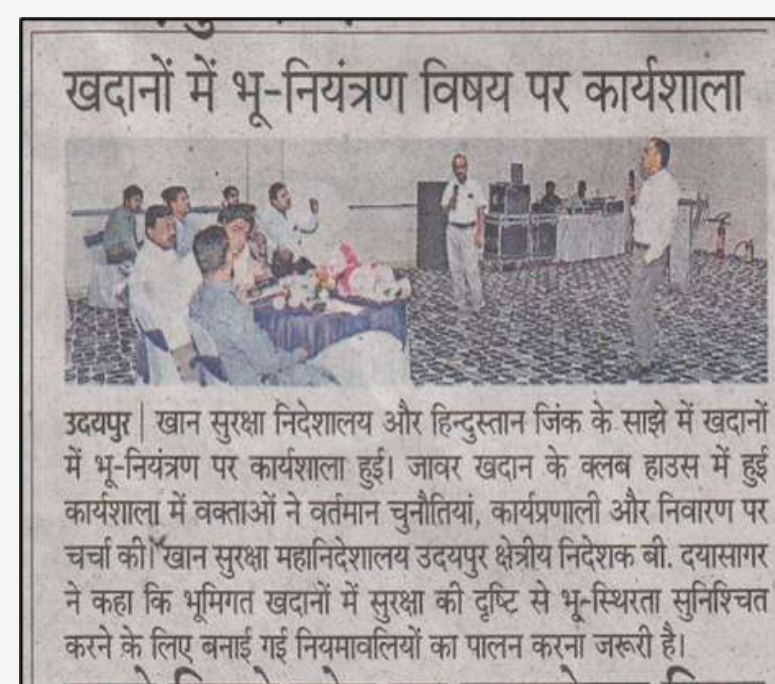 खदानों में भू-नियंत्रण विषय पर कार्यशाला
उदयपुर | खान सुरक्षा निदेशालय और हिन्दुस्तान जिंक के साझे में खदानों
में भू-नियंत्रण पर कार्यशाला हुई। जावर खदान के क्लब हाउस में हुई
कार्यशाला में वक्ताओं ने वर्तमान चुनौतियां, कार्यप्रणाली और निवारण पर
चर्चा की। खान सुरक्षा महानिदेशालय उदयपुर क्षेत्रीय निदेशक बी. दयासागर
ने कहा कि भूमिगत खदानों में सुरक्षा की दृष्टि से भू-स्थिरता सुनिश्चित
करने के लिए बनाई गई नियमावलियों का पालन करना जरूरी है।